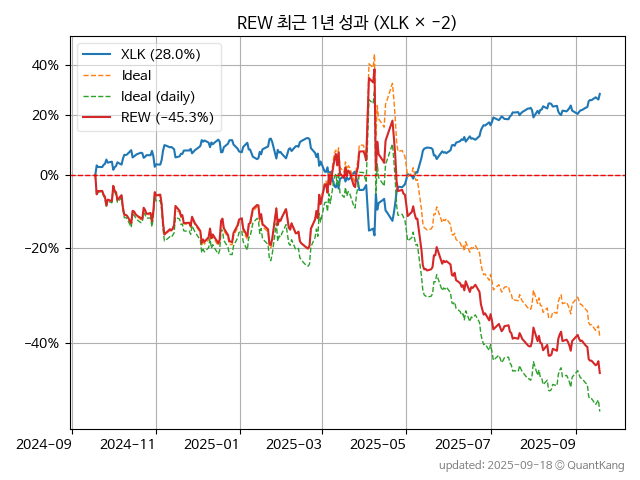 REW 최근 1년 성과 (XLK × −2)
XLK (28.0%)
Ideal
Ideal (daily)
REW (−45.3%)
40%
20%
0%
−20%
−40%
2024−09 2024−11 2025−01 2025−03 2025−05 2025−07 2025−09
updated: 2025−09−18 © QuantKang